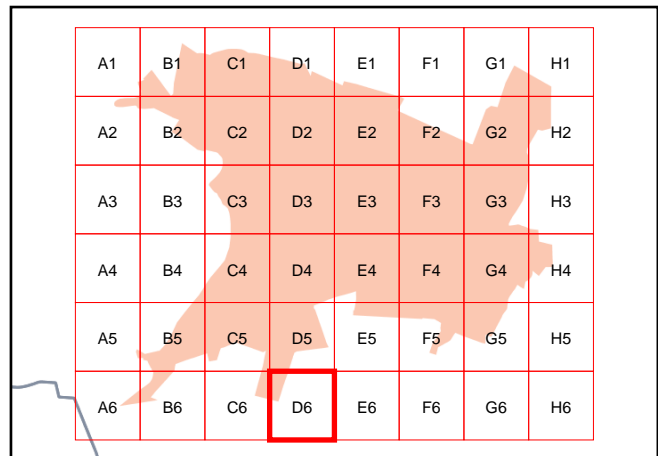 A1 B1 C1 D1 E1 F1 G1 H1
A2 B2 C2 D2 E2 F2 G2 H2
A3 B3 C3 D3 E3 F3 G3 H3
A4 B4 C4 D4 E4 F4 G4 H4
A5 B5 C5 D5 E5 F5 G5 H5
A6 B6 C6 D6 E6 F6 G6 H6